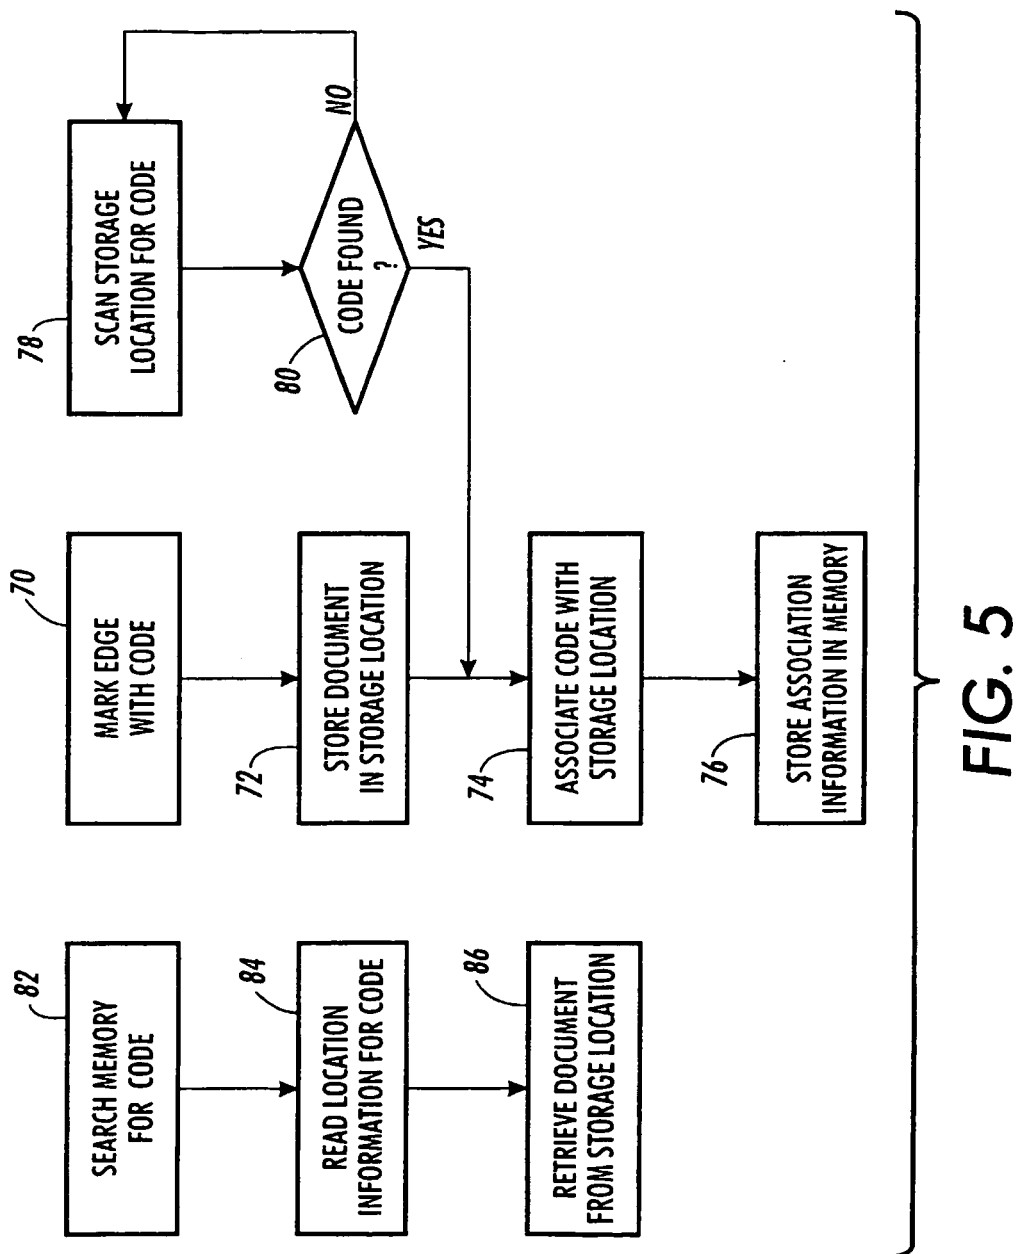 82
SEARCH MEMORY
FOR CODE
84
READ LOCATION
INFORMATION FOR CODE
86
RETRIEVE DOCUMENT
FROM STORAGE LOCATION
70
MARK EDGE
WITH CODE
72
STORE DOCUMENT
IN STORAGE LOCATION
74
ASSOCIATE CODE WITH
STORAGE LOCATION
76
STORE ASSOCIATION
INFORMATION IN MEMORY
78
SCAN STORAGE
LOCATION FOR CODE
80
CODE FOUND
?
NO
YES
FIG. 5